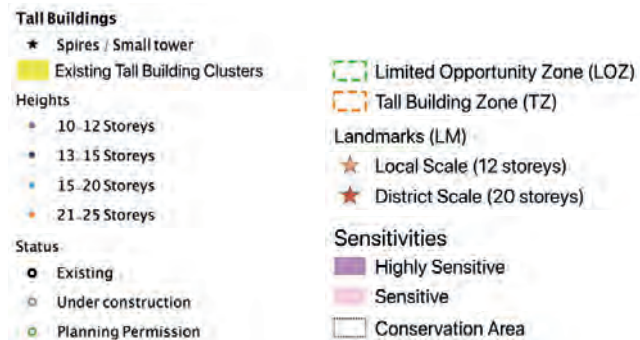 Tall Buildings
Spires / Small tower
Existing Tall Building Clusters
Heights
10-12 Storeys
13-15 Storeys
15-20 Storeys
21-25 Storeys
Status
Existing
Under construction
Planning Permission
Limited Opportunity Zone (LOZ)
Tall Building Zone (TZ)
Landmarks (LM)
Local Scale (12 storeys)
District Scale (20 storeys)
Sensitivities
Highly Sensitive
Sensitive
Conservation Area